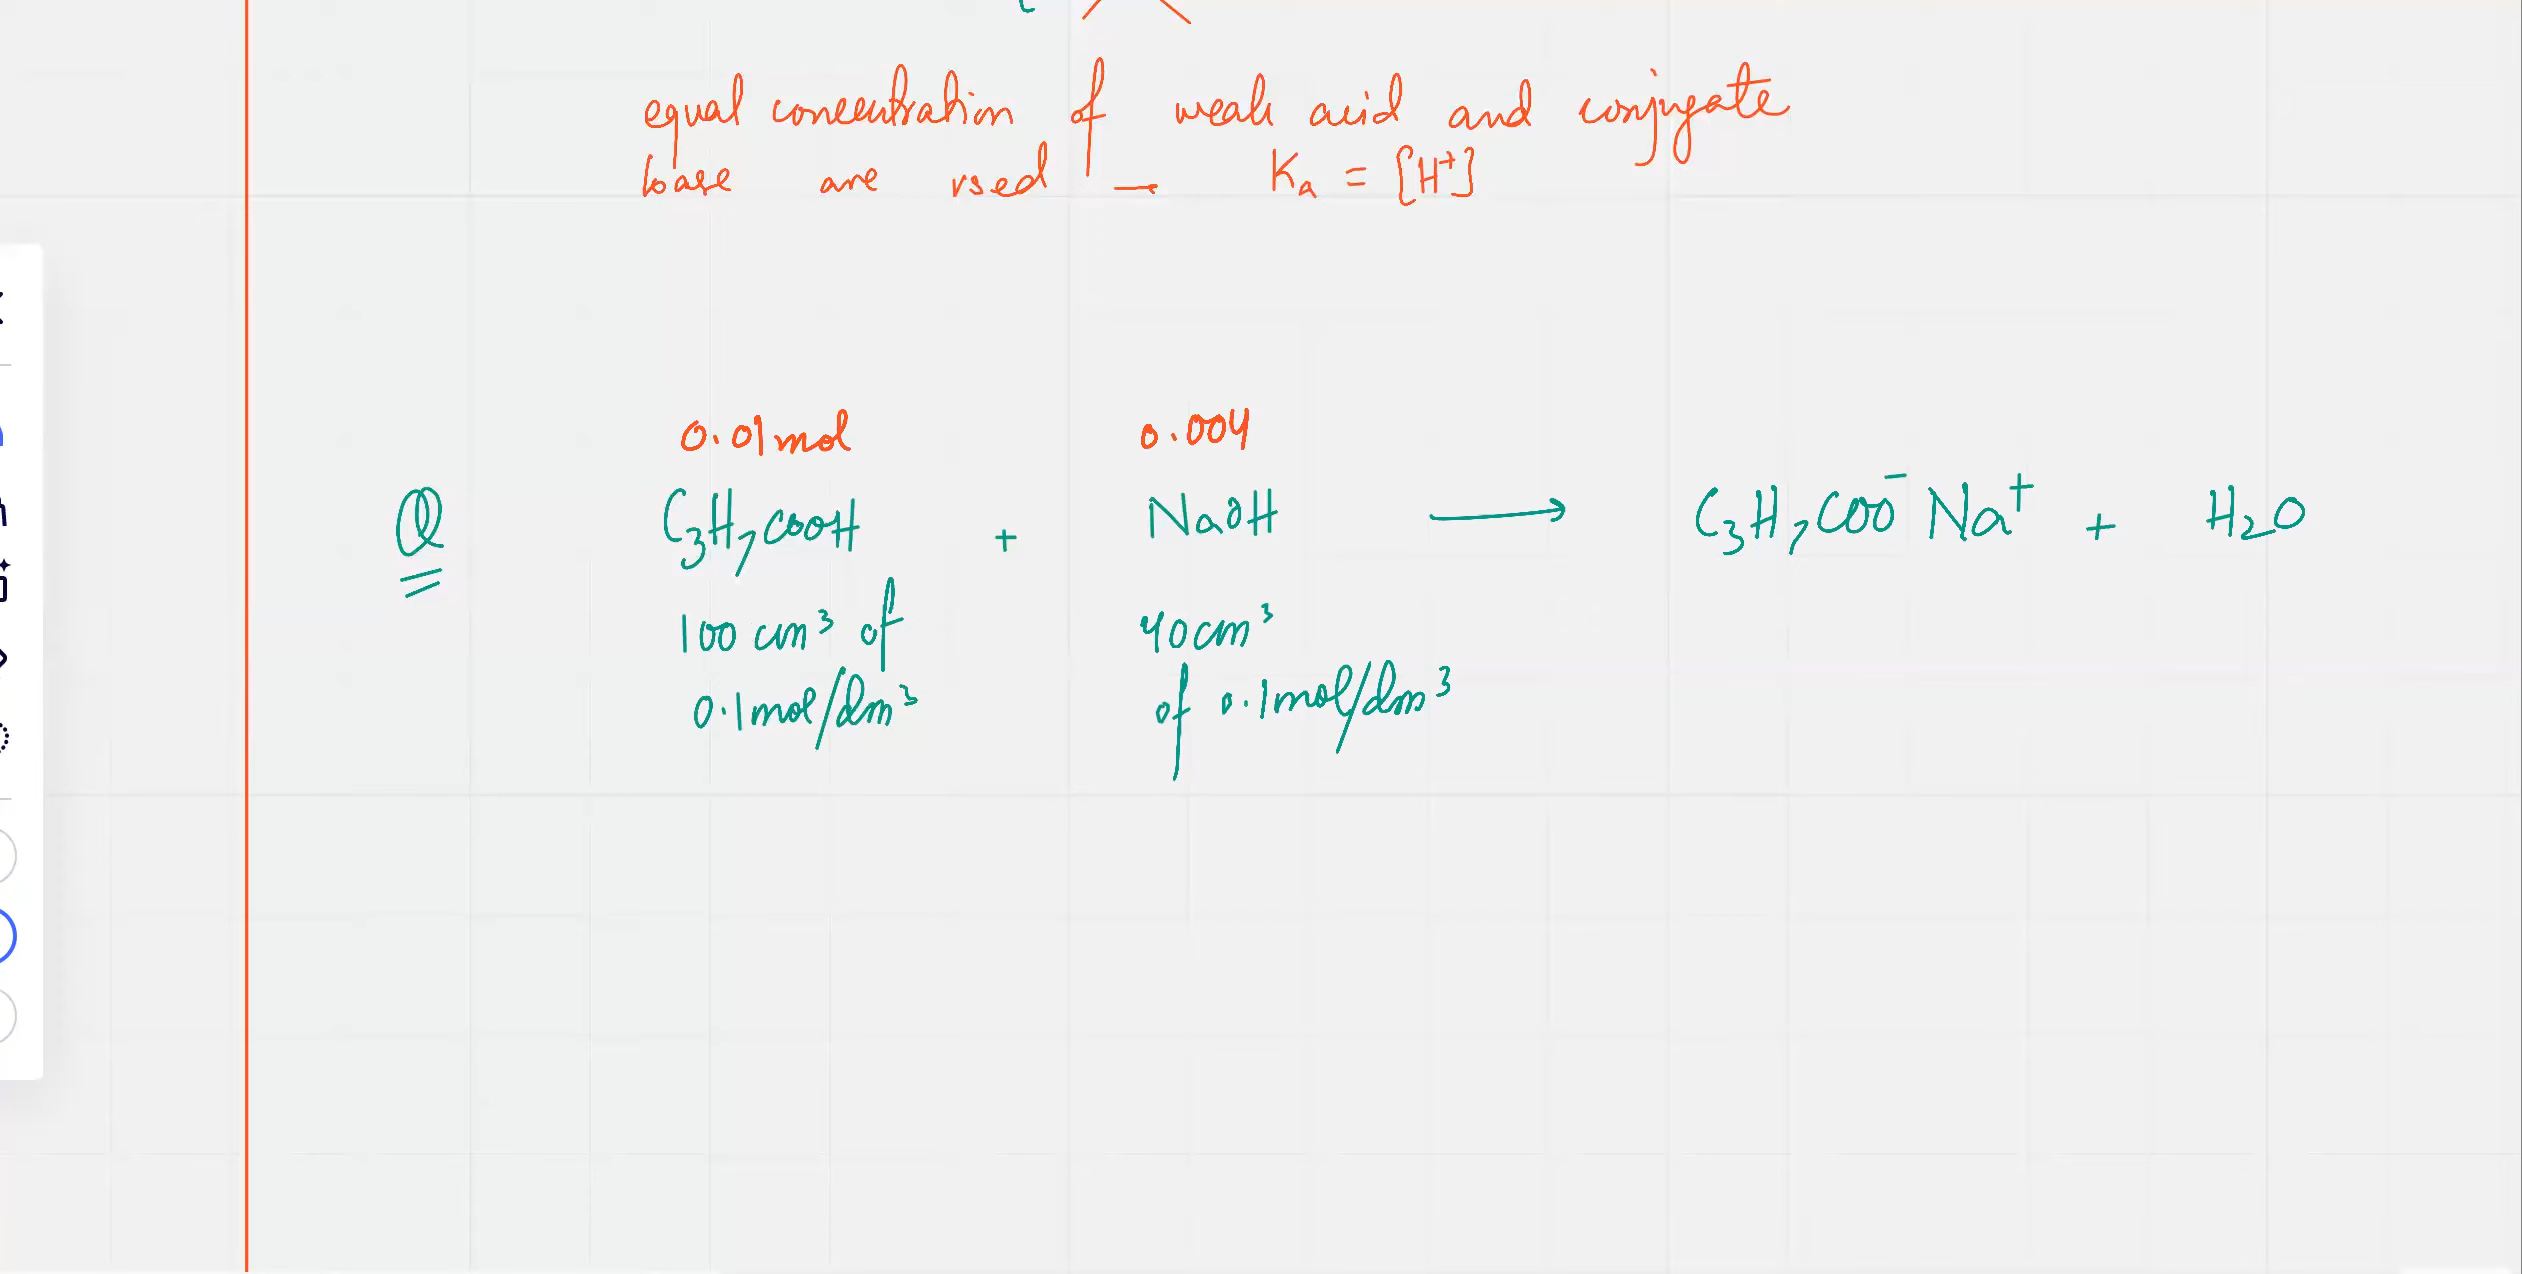 equal concentration of weak acid and conjugate
base are used → Ka = [H⁺]
0.01mol 0.004
Q C₃H₇COOH + NaOH → C₃H₇COO⁻ Na⁺ + H₂O
100 cm³ of 40cm³
0.1mol/dm³ of 0.1mol/dm³